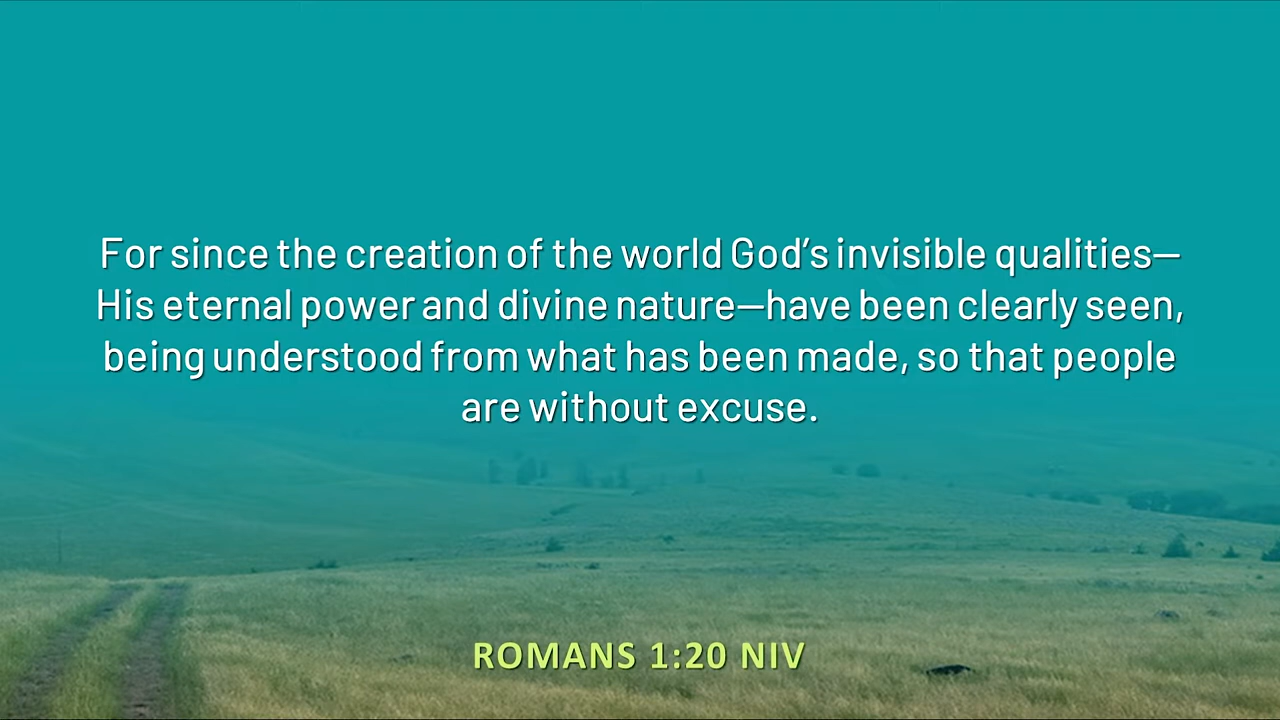 For since the creation of the world God’s invisible qualities—
His eternal power and divine nature—have been clearly seen,
being understood from what has been made, so that people
are without excuse.
ROMANS 1:20 NIV